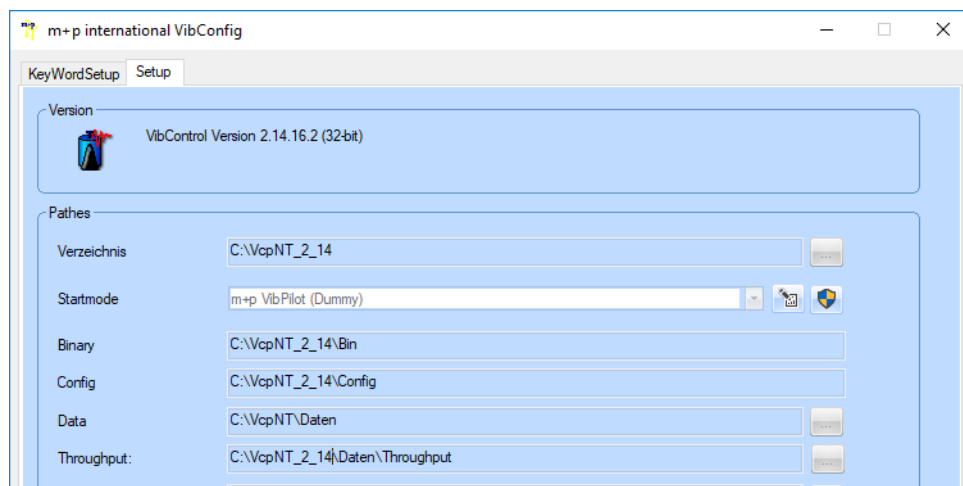 m+p international VibConfig
KeyWordSetup Setup
Version
VibControl Version 2.14.16.2 (32-bit)
Pathes
Verzeichnis C:\VcpNT_2_14 ...
Startmode m+p VibPilot (Dummy)
Binary C:\VcpNT_2_14\Bin
Config C:\VcpNT_2_14\Config
Data C:\VcpNT\Daten ...
Throughput: C:\VcpNT_2_14\Daten\Throughput ...